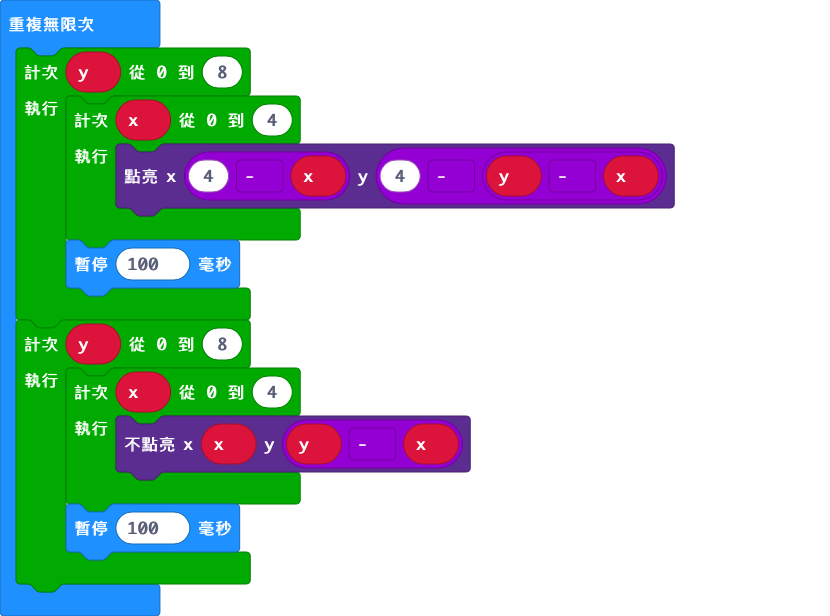 重複無限次
計次 y 從 0 到 8
執行
計次 x 從 0 到 4
執行
點亮 x 4 - x y 4 - y - x
暫停 100 毫秒
計次 y 從 0 到 8
執行
計次 x 從 0 到 4
執行
不點亮 x x y y - x
暫停 100 毫秒